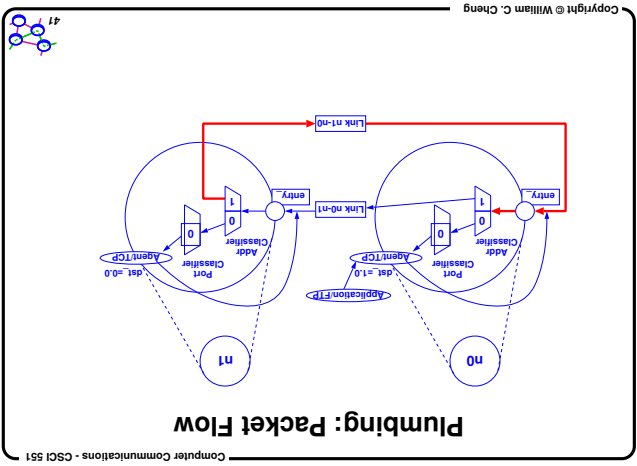 Computer Communications - CSCI 551
Plumbing: Packet Flow
n0
n1
Application/FTP
Port
Classifier
dst_=1.0
Agent/TCP
Addr
Classifier
0
1
0
entry_
Link n0-n1
Port
Classifier
dst_=0.0
Agent/TCP
Addr
Classifier
0
1
0
entry_
Link n1-n0
41
Copyright © William C. Cheng